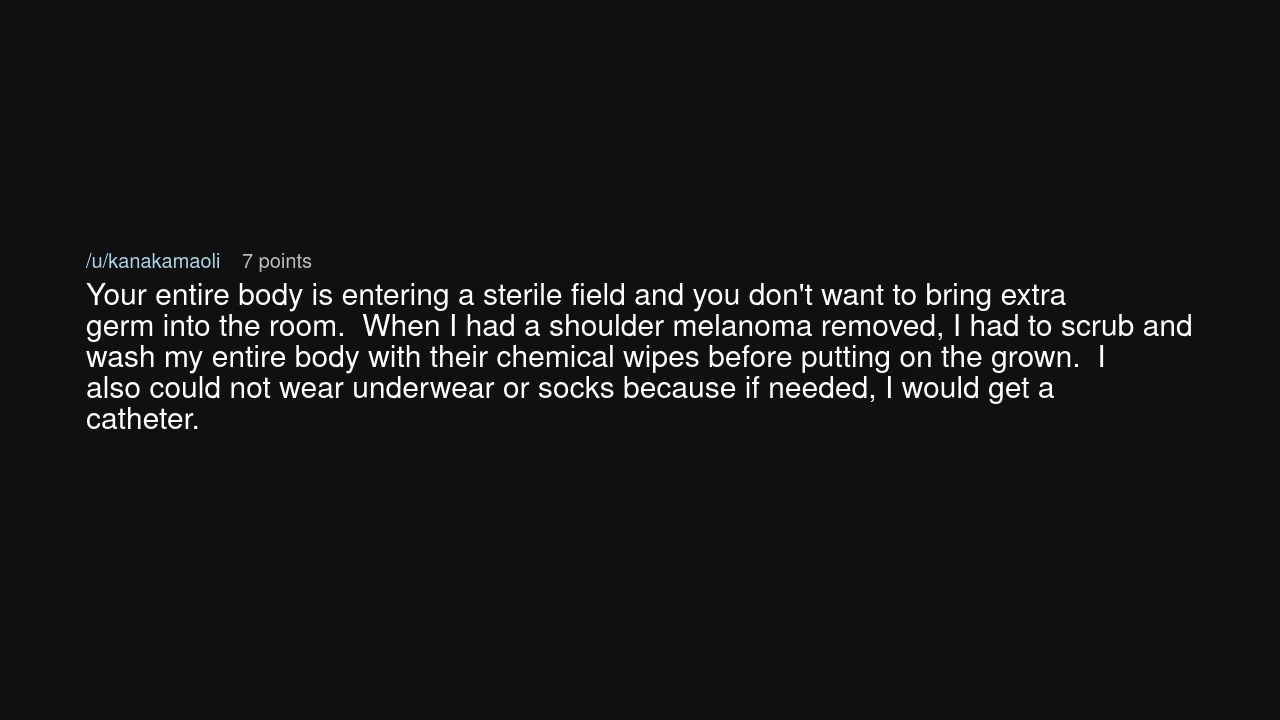 /u/kanakamaoli 7 points
Your entire body is entering a sterile field and you don't want to bring extra
germ into the room.  When I had a shoulder melanoma removed, I had to scrub and
wash my entire body with their chemical wipes before putting on the grown.  I
also could not wear underwear or socks because if needed, I would get a
catheter.